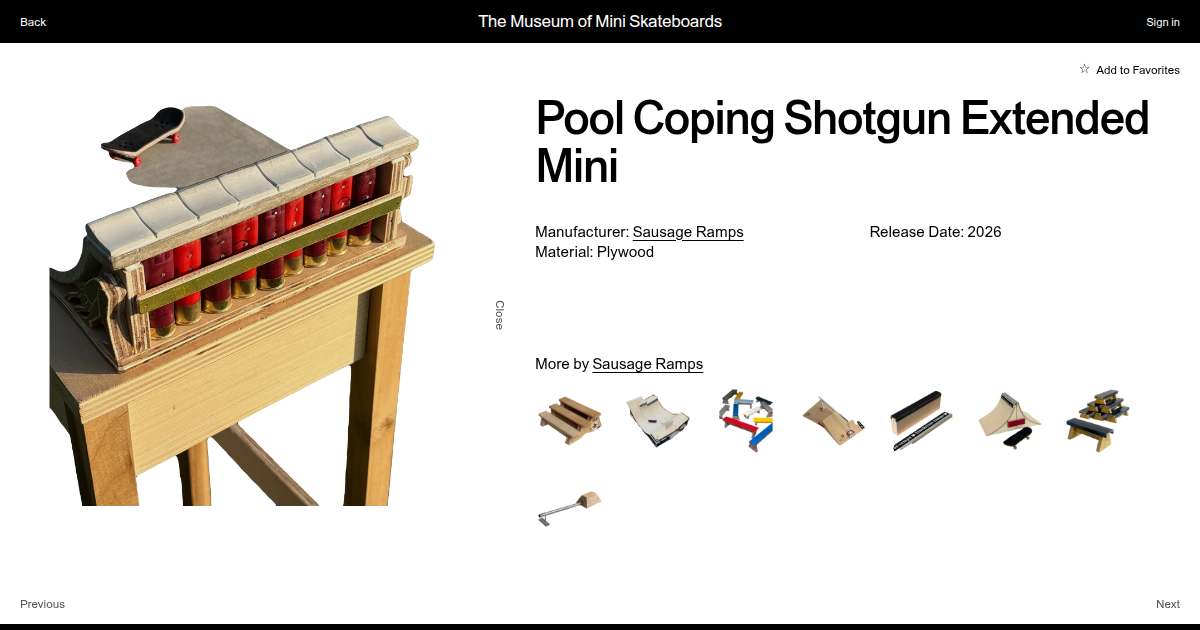 Back
The Museum of Mini Skateboards
Sign in
☆ Add to Favorites
Pool Coping Shotgun Extended
Mini
Manufacturer: Sausage Ramps
Release Date: 2026
Material: Plywood
Close
More by Sausage Ramps
Previous
Next